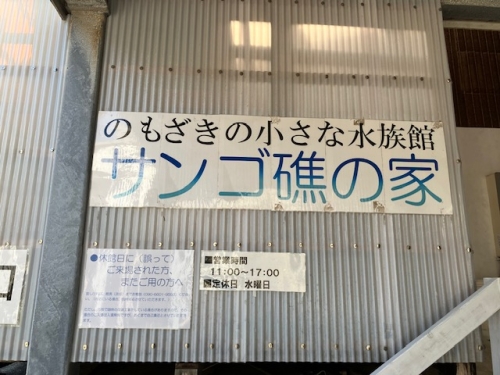 のもざきの小さな水族館
サンゴ礁の家
●休館日に(誤って)
ご来場された方、
またご用の方へ
■営業時間
11:00～17:00
■定休日 水曜日
口